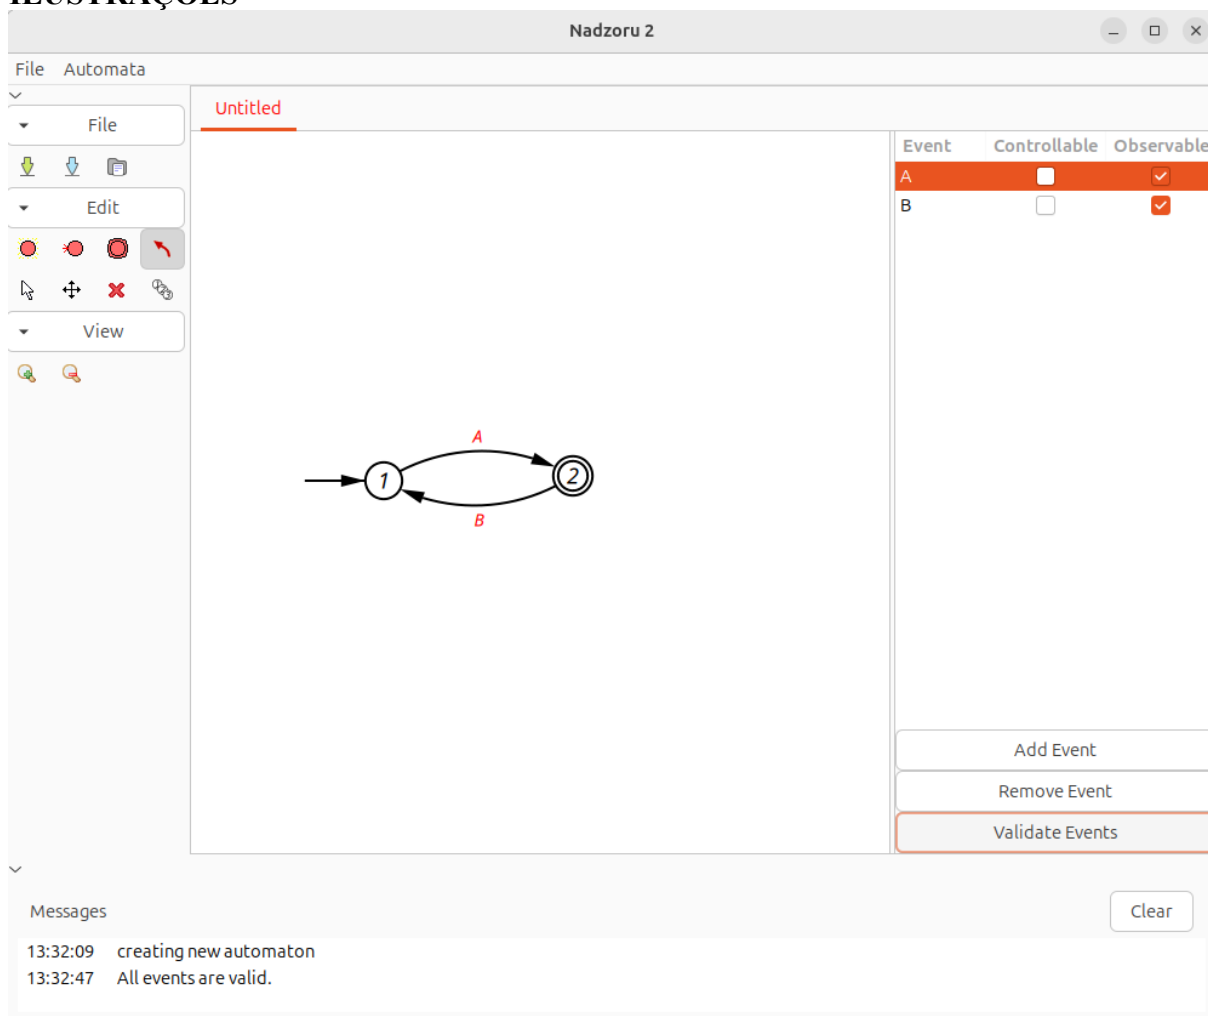 ILUSTRAÇÕES
Nadzoru 2
File Automata
Untitled
File
Edit
View
Event Controllable Observable
A
B
A
1
2
B
Add Event
Remove Event
Validate Events
Messages
Clear
13:32:09 creating new automaton
13:32:47 All events are valid.